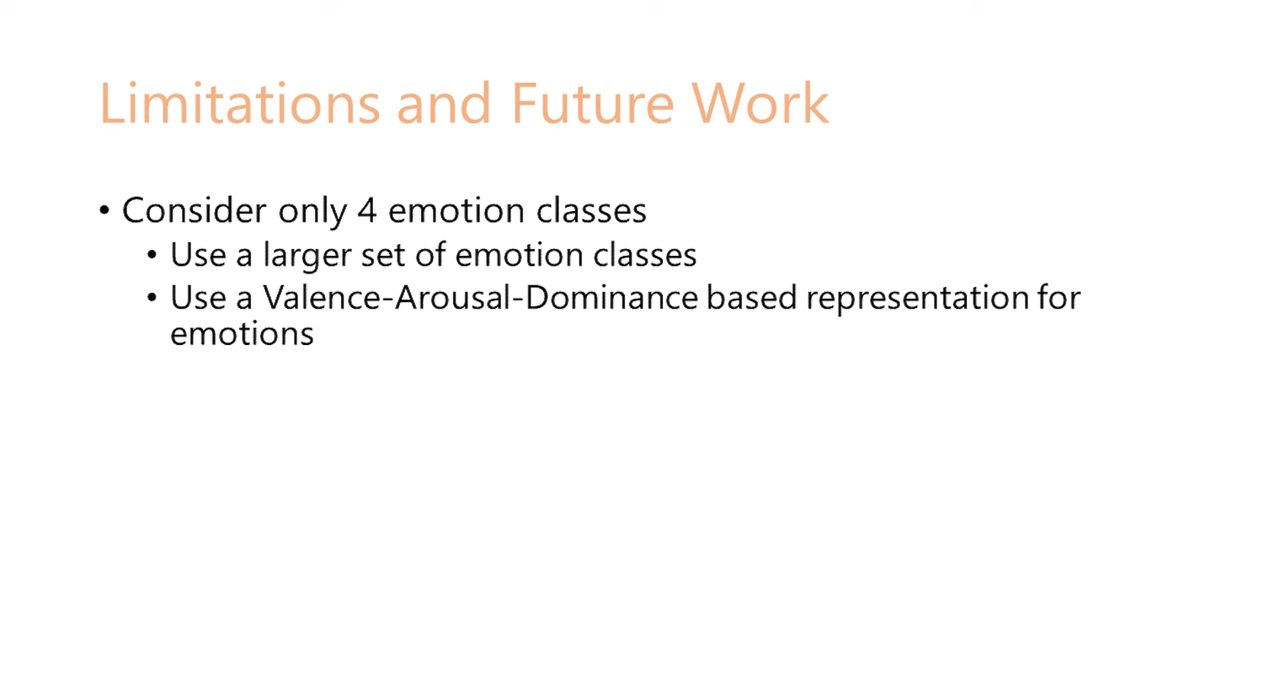 Limitations and Future Work
• Consider only 4 emotion classes
• Use a larger set of emotion classes
• Use a Valence-Arousal-Dominance based representation for
emotions